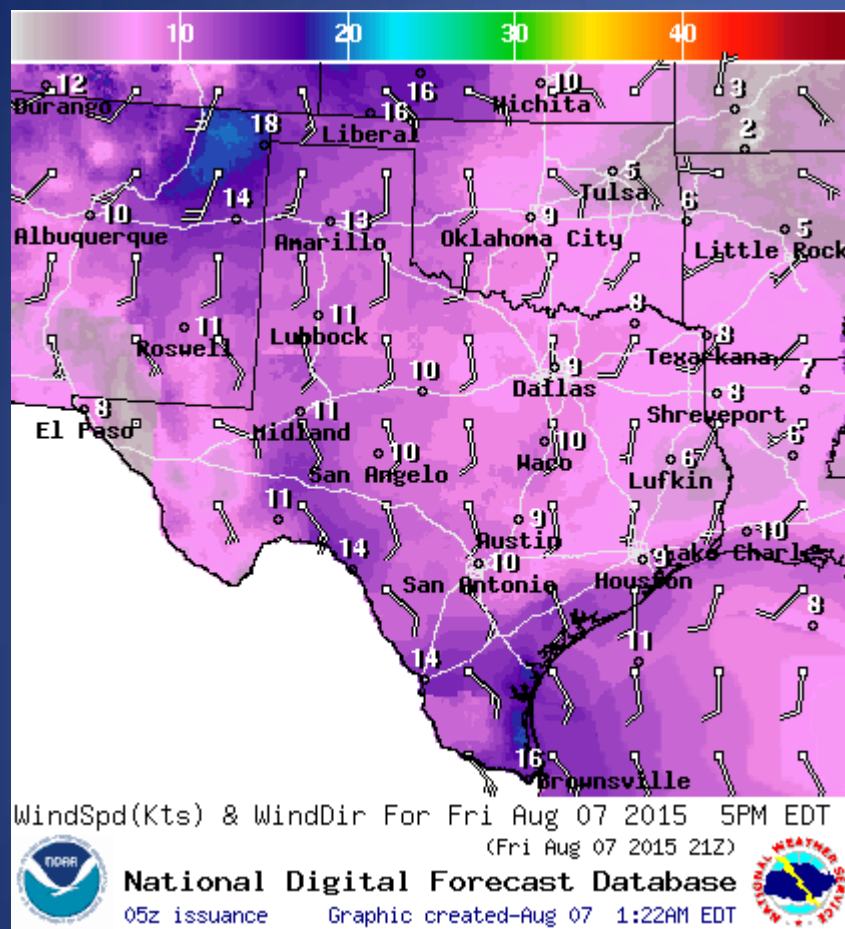 10 20 30 40
12 Durango
16
10 Wichita
3
16 Liberal
18
2
14
5 Tulsa
10 Albuquerque
13 Amarillo
9 Oklahoma City
6
5 Little Rock
11 Roswell
11 Lubbock
8
8 Texarkana
9 Dallas
10
8 Shreveport
7
8 El Paso
11 Midland
10 San Angelo
10 Waco
6 Lufkin
6
11
9 Austin
10
14
10 San Antonio
9 Houston
8
11
14
16 Brownsville
WindSpd(Kts) & WindDir For Fri Aug 07 2015 5PM EDT
(Fri Aug 07 2015 21Z)
NOAA
National Digital Forecast Database
05z issuance Graphic created-Aug 07 1:22AM EDT
NATIONAL WEATHER SERVICE